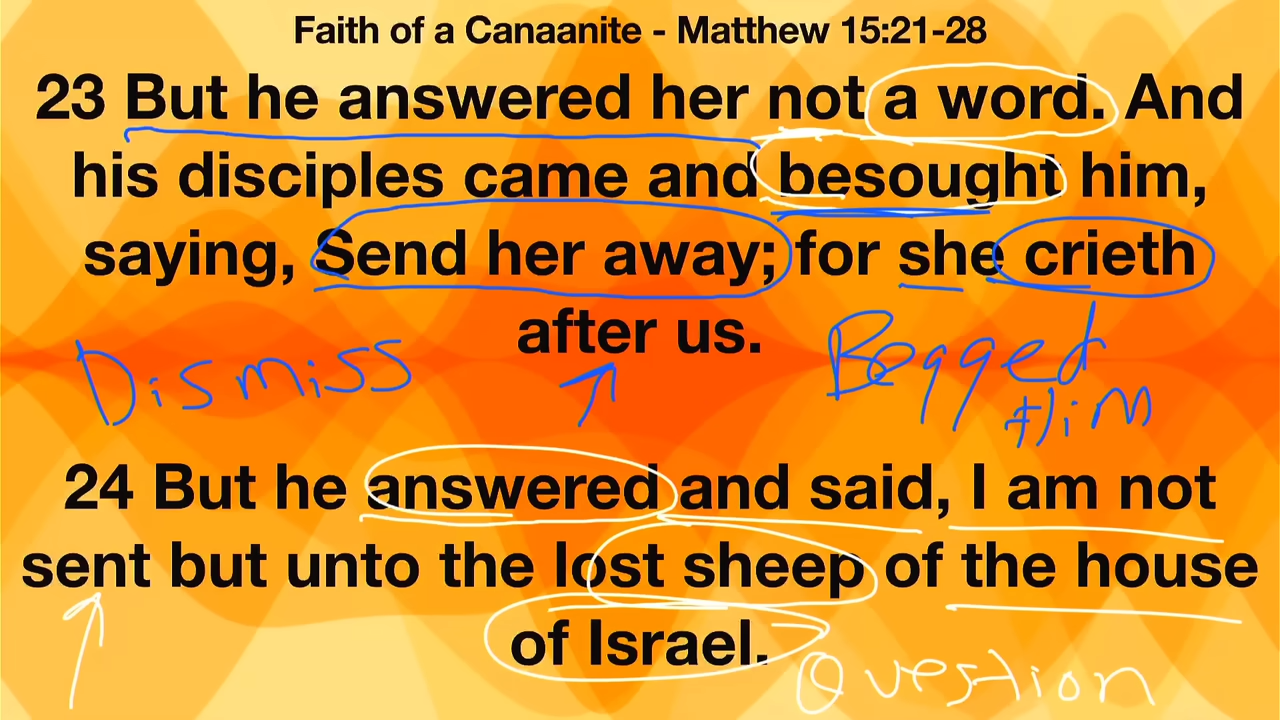 Faith of a Canaanite - Matthew 15:21-28
23 But he answered her not a word. And
his disciples came and besought him,
saying, Send her away; for she crieth
after us.
Dismiss
Begged
Him
24 But he answered and said, I am not
sent but unto the lost sheep of the house
of Israel.
Question